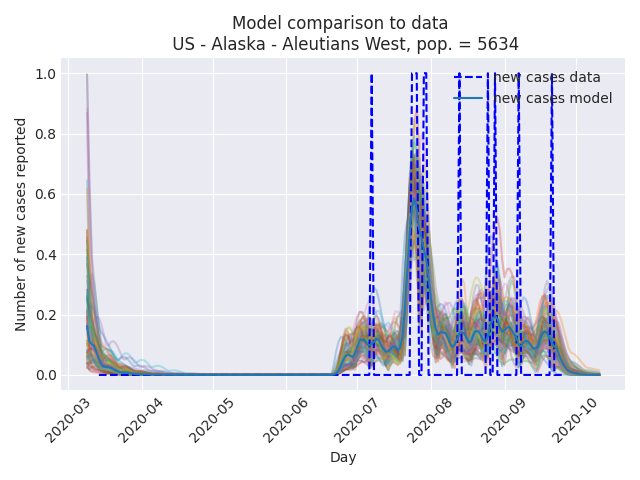 Model comparison to data
US - Alaska - Aleutians West, pop. = 5634
new cases data
new cases model
Number of new cases reported
1.0
0.8
0.6
0.4
0.2
0.0
2020-03
2020-04
2020-05
2020-06
2020-07
2020-08
2020-09
2020-10
Day